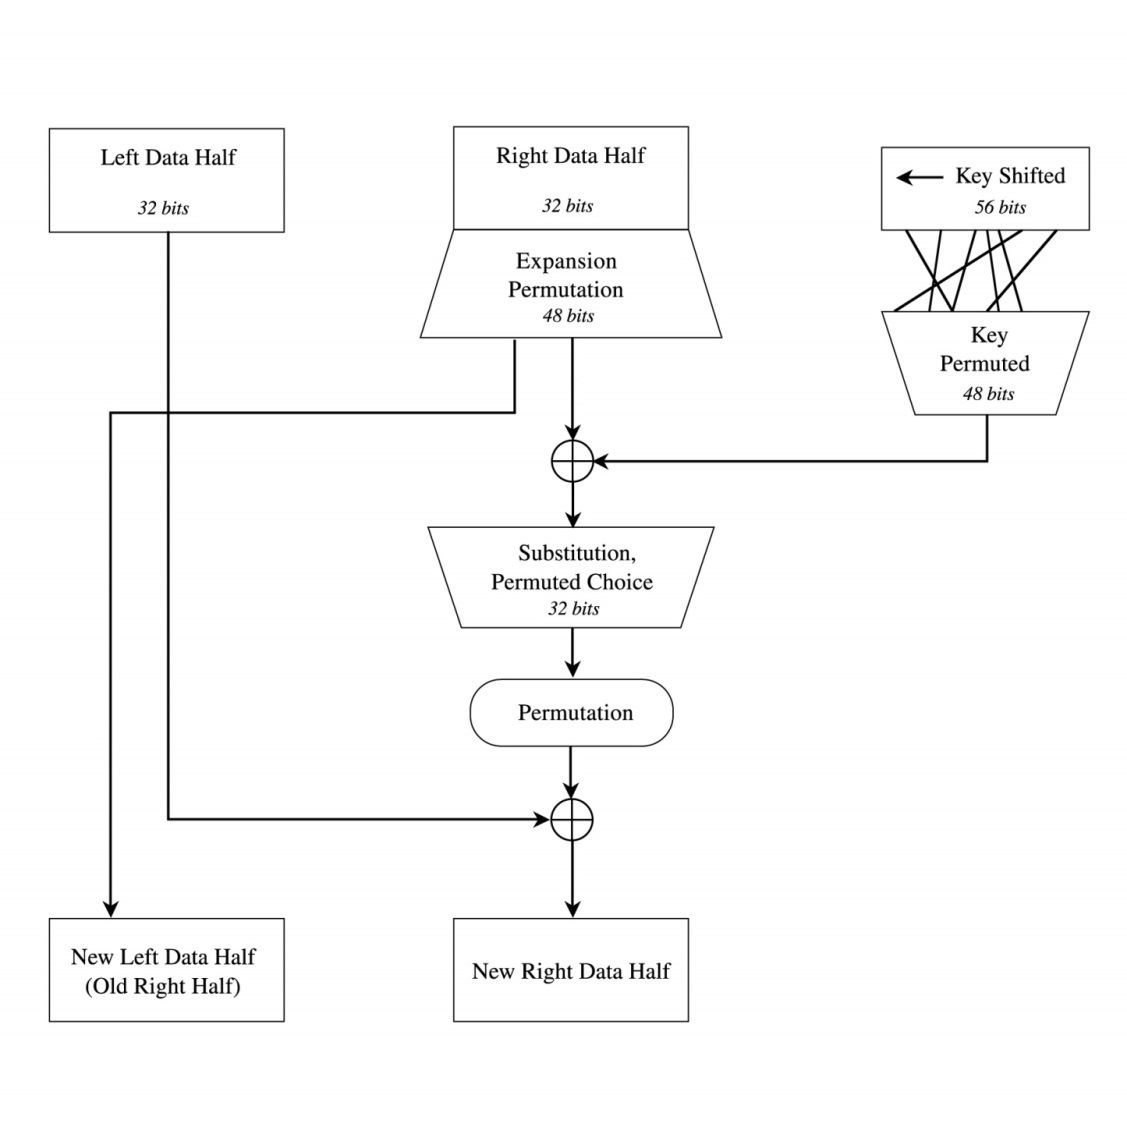 Left Data Half
32 bits
Right Data Half
32 bits
Expansion
Permutation
48 bits
Key Shifted
56 bits
Key
Permuted
48 bits
Substitution,
Permuted Choice
32 bits
Permutation
New Left Data Half
(Old Right Half)
New Right Data Half